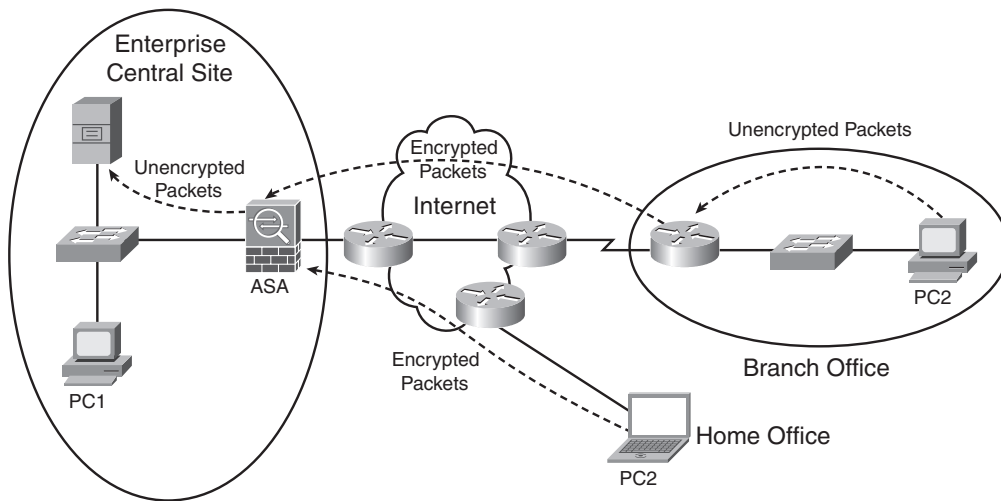 Enterprise
Central Site
Unencrypted
Packets
ASA
PC1
Encrypted
Packets
Internet
Encrypted
Packets
Unencrypted Packets
PC2
Branch Office
Home Office
PC2